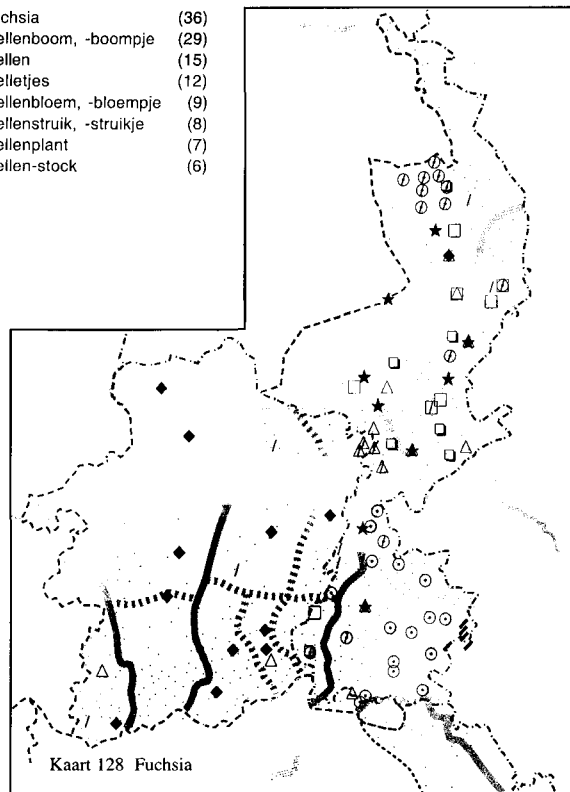 uchsia (36)
ellenboom, -boompje (29)
ellen (15)
elletjes (12)
ellenbloem, -bloempje (9)
ellenstruik, -struikje (8)
ellenplant (7)
ellen-stock (6)
Kaart 128 Fuchsia